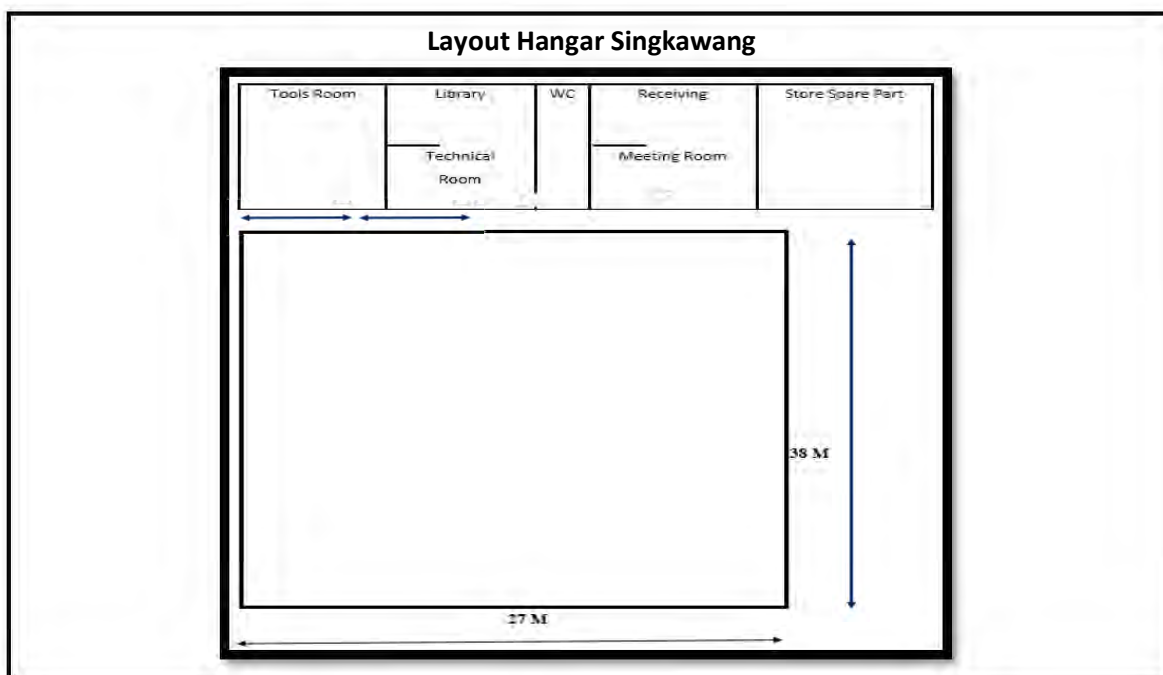 Layout Hangar Singkawang
Tools Room
Library
WC
Receiving
Store Spare Part
Technical
Room
Meeting Room
38 M
27 M